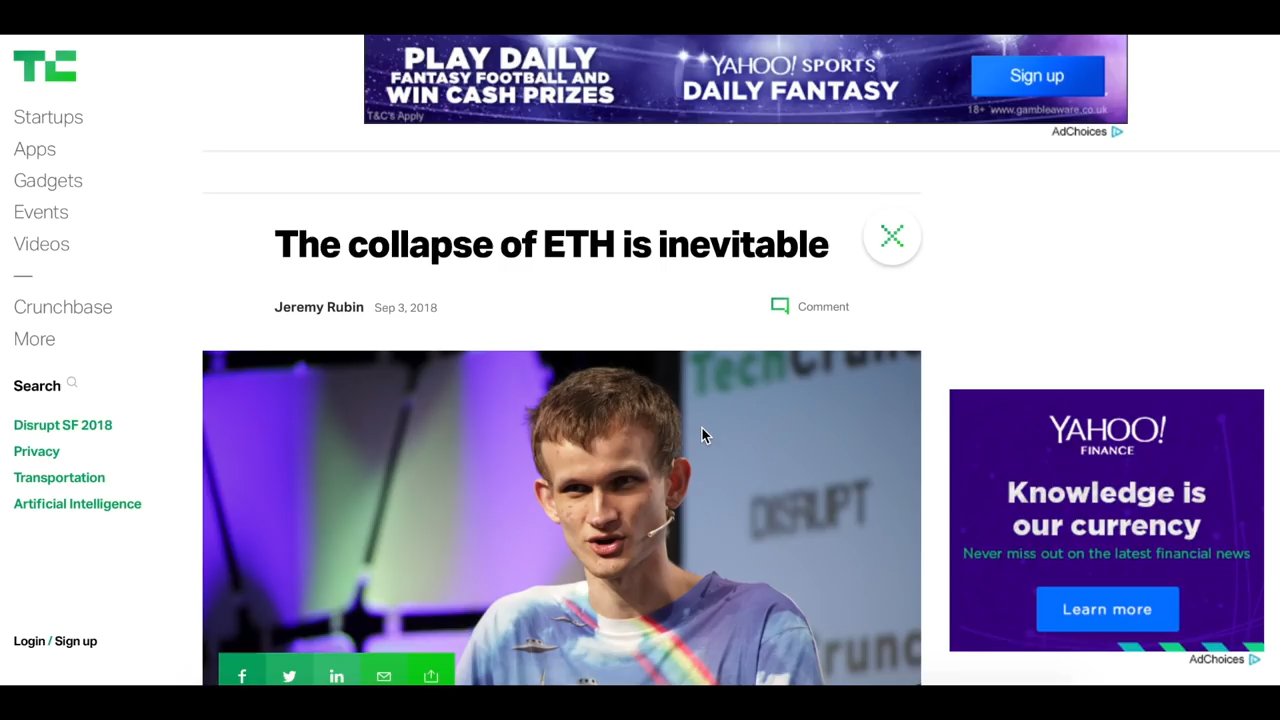 TC
Startups
Apps
Gadgets
Events
Videos
—
Crunchbase
More
Search
Disrupt SF 2018
Privacy
Transportation
Artificial Intelligence
Login / Sign up
PLAY DAILY
FANTASY FOOTBALL AND
WIN CASH PRIZES
T&C's Apply
YAHOO! SPORTS
DAILY FANTASY
Sign up
18+ www.gambleaware.co.uk
AdChoices
The collapse of ETH is inevitable
Jeremy Rubin Sep 3, 2018
Comment
TechCrunc
DISRUPT
Crunc
YAHOO!
FINANCE
Knowledge is
our currency
Never miss out on the latest financial news
Learn more
AdChoices